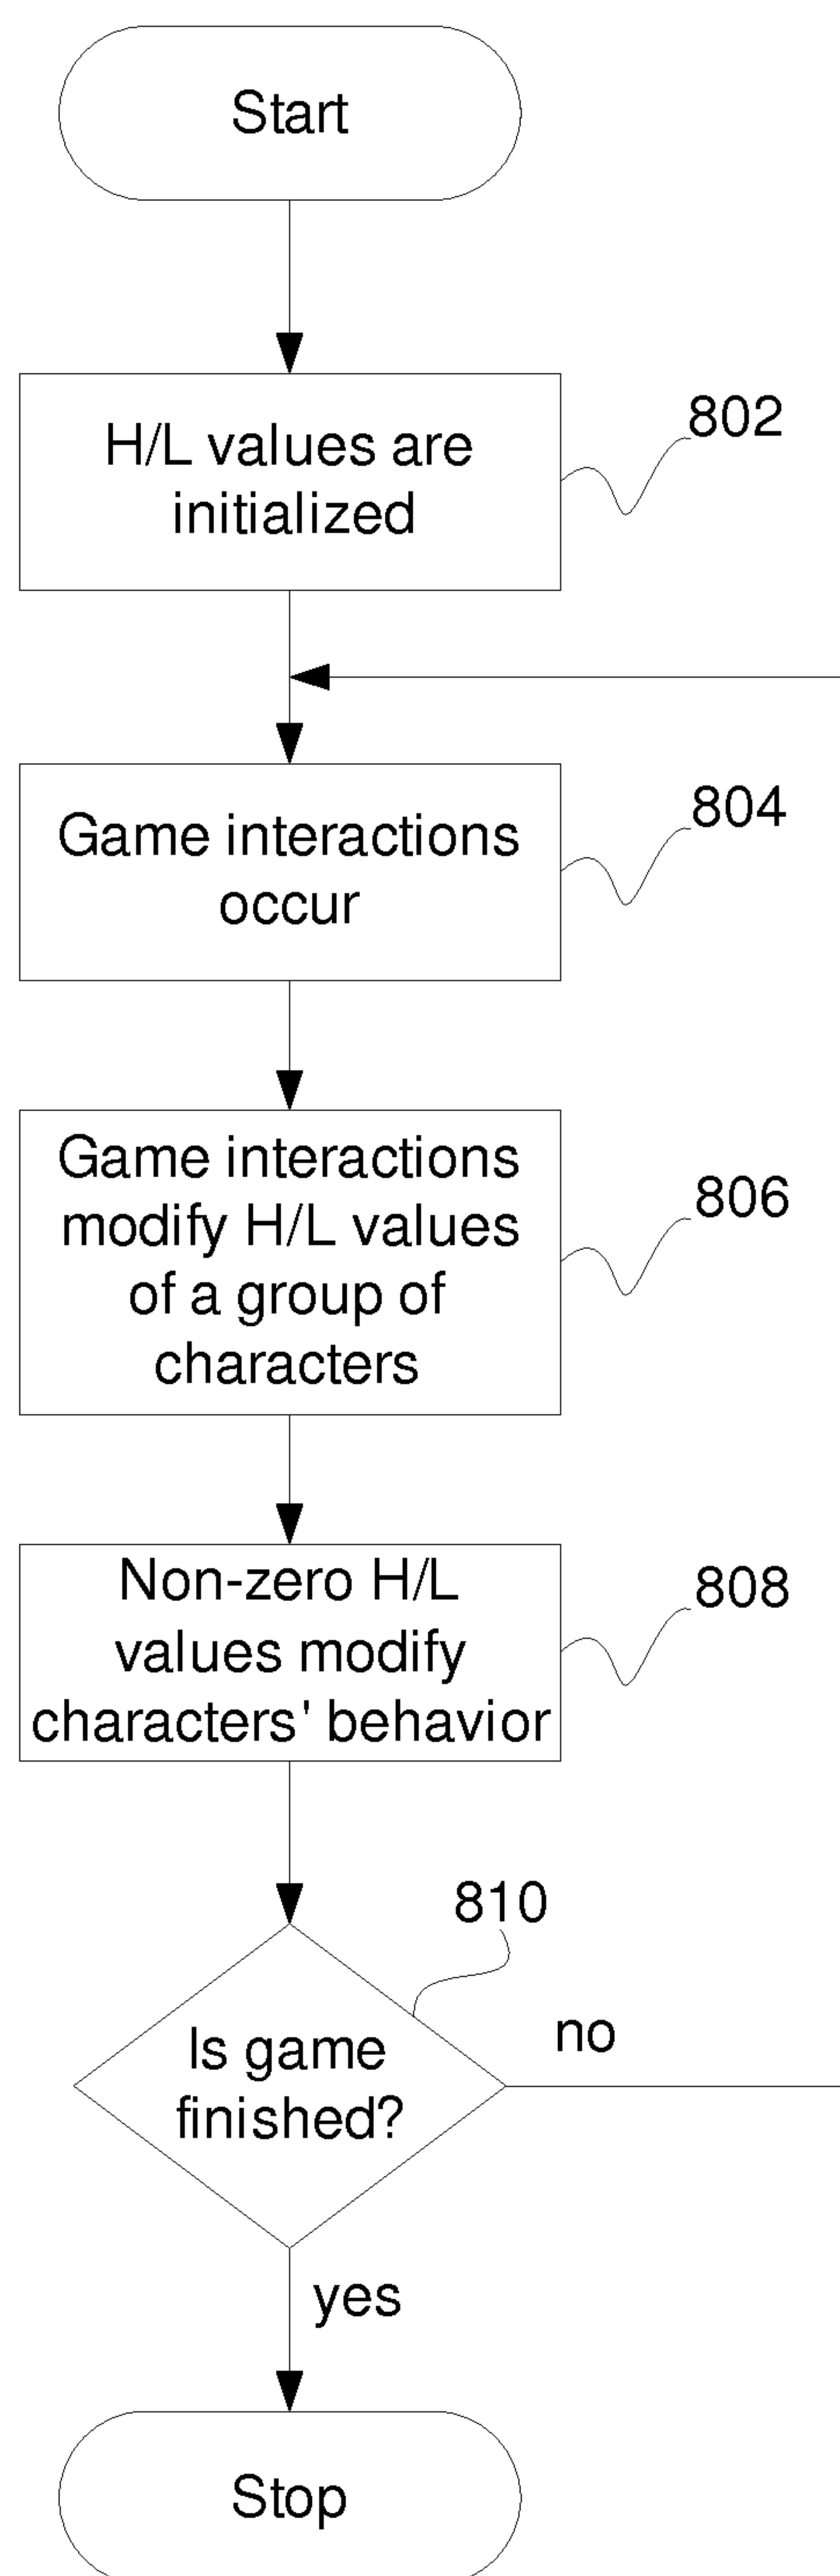 Start
H/L values are
initialized
802
Game interactions
occur
804
Game interactions
modify H/L values
of a group of
characters
806
Non-zero H/L
values modify
characters' behavior
808
810
Is game
finished?
no
yes
Stop